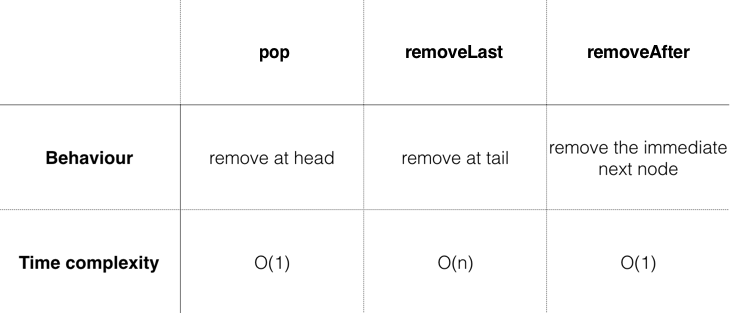 pop
removeLast
removeAfter
Behaviour
remove at head
remove at tail
remove the immediate
next node
Time complexity
O(1)
O(n)
O(1)